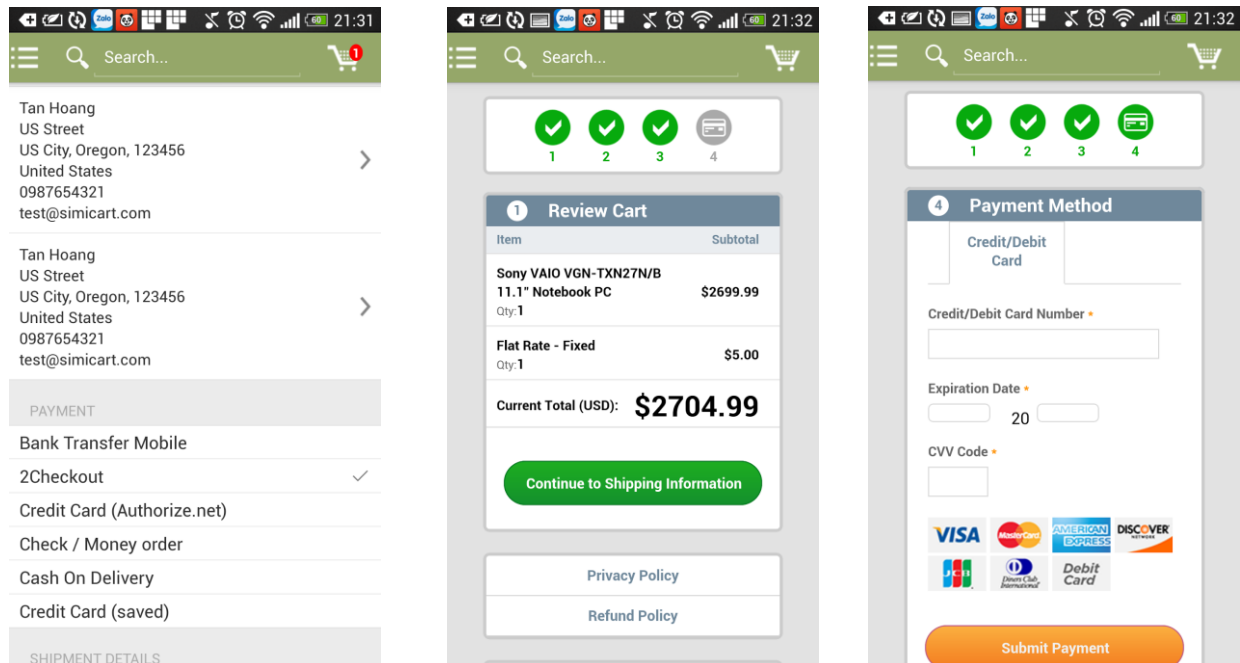 60 21:31
Search...
1
Tan Hoang
US Street
US City, Oregon, 123456
United States
0987654321
test@simicart.com
Tan Hoang
US Street
US City, Oregon, 123456
United States
0987654321
test@simicart.com
PAYMENT
Bank Transfer Mobile
2Checkout
Credit Card (Authorize.net)
Check / Money order
Cash On Delivery
Credit Card (saved)
SHIPMENT DETAILS
Zalo 60 21:32
Search...
1 2 3 4
1 Review Cart
Item Subtotal
Sony VAIO VGN-TXN27N/B
11.1" Notebook PC $2699.99
Qty:1
Flat Rate - Fixed $5.00
Qty:1
Current Total (USD): $2704.99
Continue to Shipping Information
Privacy Policy
Refund Policy
Zalo 60 21:32
Search...
1 2 3 4
4 Payment Method
Credit/Debit
Card
Credit/Debit Card Number *
Expiration Date *
20
CVV Code *
VISA MasterCard AMERICAN EXPRESS DISCOVER NETWORK
JCB Diners Club International Debit Card
Submit Payment